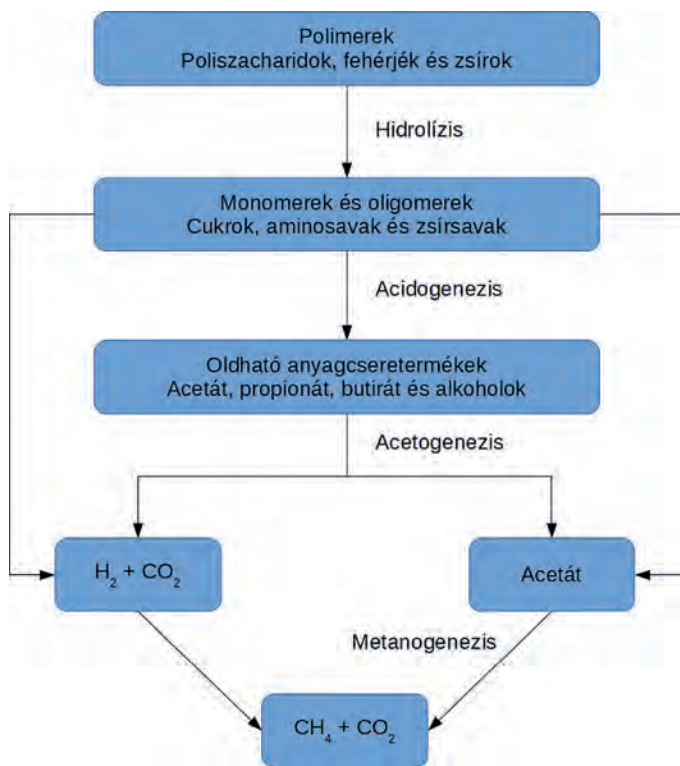 Polimerek
Poliszacharidok, fehérjék és zsírok
Hidrolízis
Monomerek és oligomerek
Cukrok, aminosavak és zsírsavak
Acidogenezis
Oldható anyagcseretermékek
Acetát, propionát, butirát és alkoholok
Acetogenezis
H₂ + CO₂
Acetát
Metanogenezis
CH₄ + CO₂